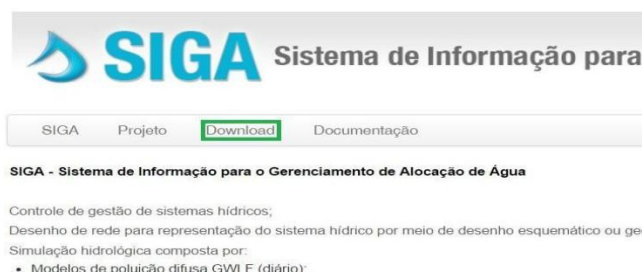 SIGA Sistema de Informação para
SIGA Projeto Download Documentação
SIGA - Sistema de Informação para o Gerenciamento de Alocação de Água
Controle de gestão de sistemas hídricos;
Desenho de rede para representação do sistema hídrico por meio de desenho esquemático ou ge
Simulação hidrológica composta por:
• Modelos de poluição difusa GWLF (diário);